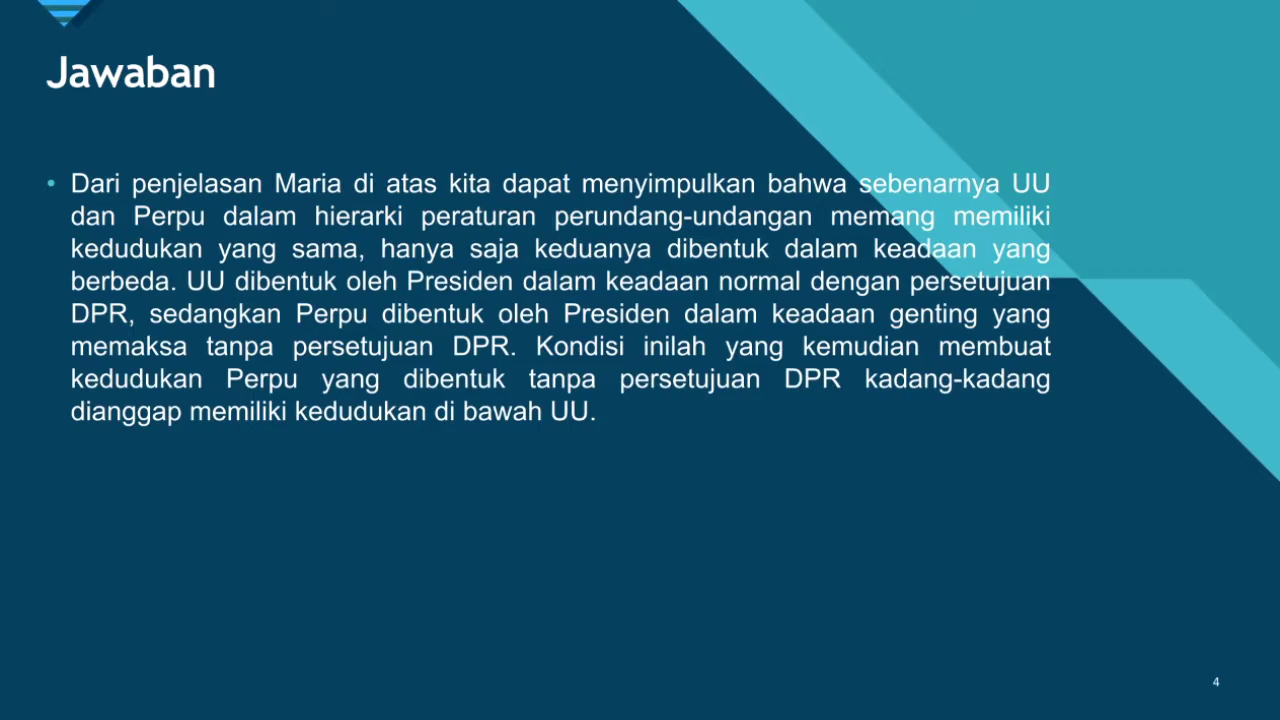 Jawaban
• Dari penjelasan Maria di atas kita dapat menyimpulkan bahwa sebenarnya UU
dan Perpu dalam hierarki peraturan perundang-undangan memang memiliki
kedudukan yang sama, hanya saja keduanya dibentuk dalam keadaan yang
berbeda. UU dibentuk oleh Presiden dalam keadaan normal dengan persetujuan
DPR, sedangkan Perpu dibentuk oleh Presiden dalam keadaan genting yang
memaksa tanpa persetujuan DPR. Kondisi inilah yang kemudian membuat
kedudukan Perpu yang dibentuk tanpa persetujuan DPR kadang-kadang
dianggap memiliki kedudukan di bawah UU.
4